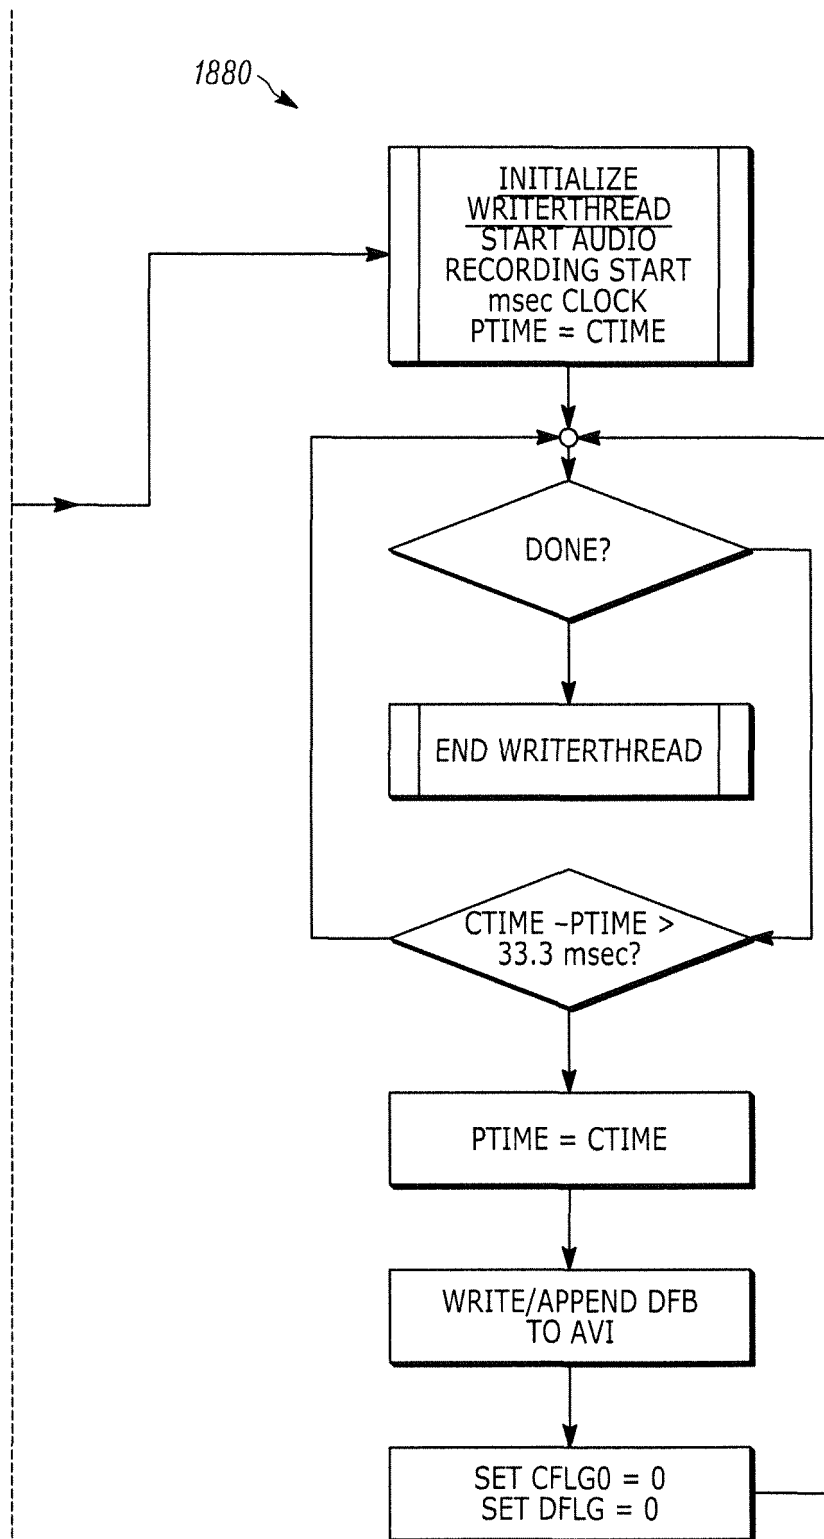 1880
INITIALIZE
WRITERTHREAD
START AUDIO
RECORDING START
msec CLOCK
PTIME = CTIME
DONE?
END WRITERTHREAD
CTIME –PTIME >
33.3 msec?
PTIME = CTIME
WRITE/APPEND DFB
TO AVI
SET CFLG0 = 0
SET DFLG = 0